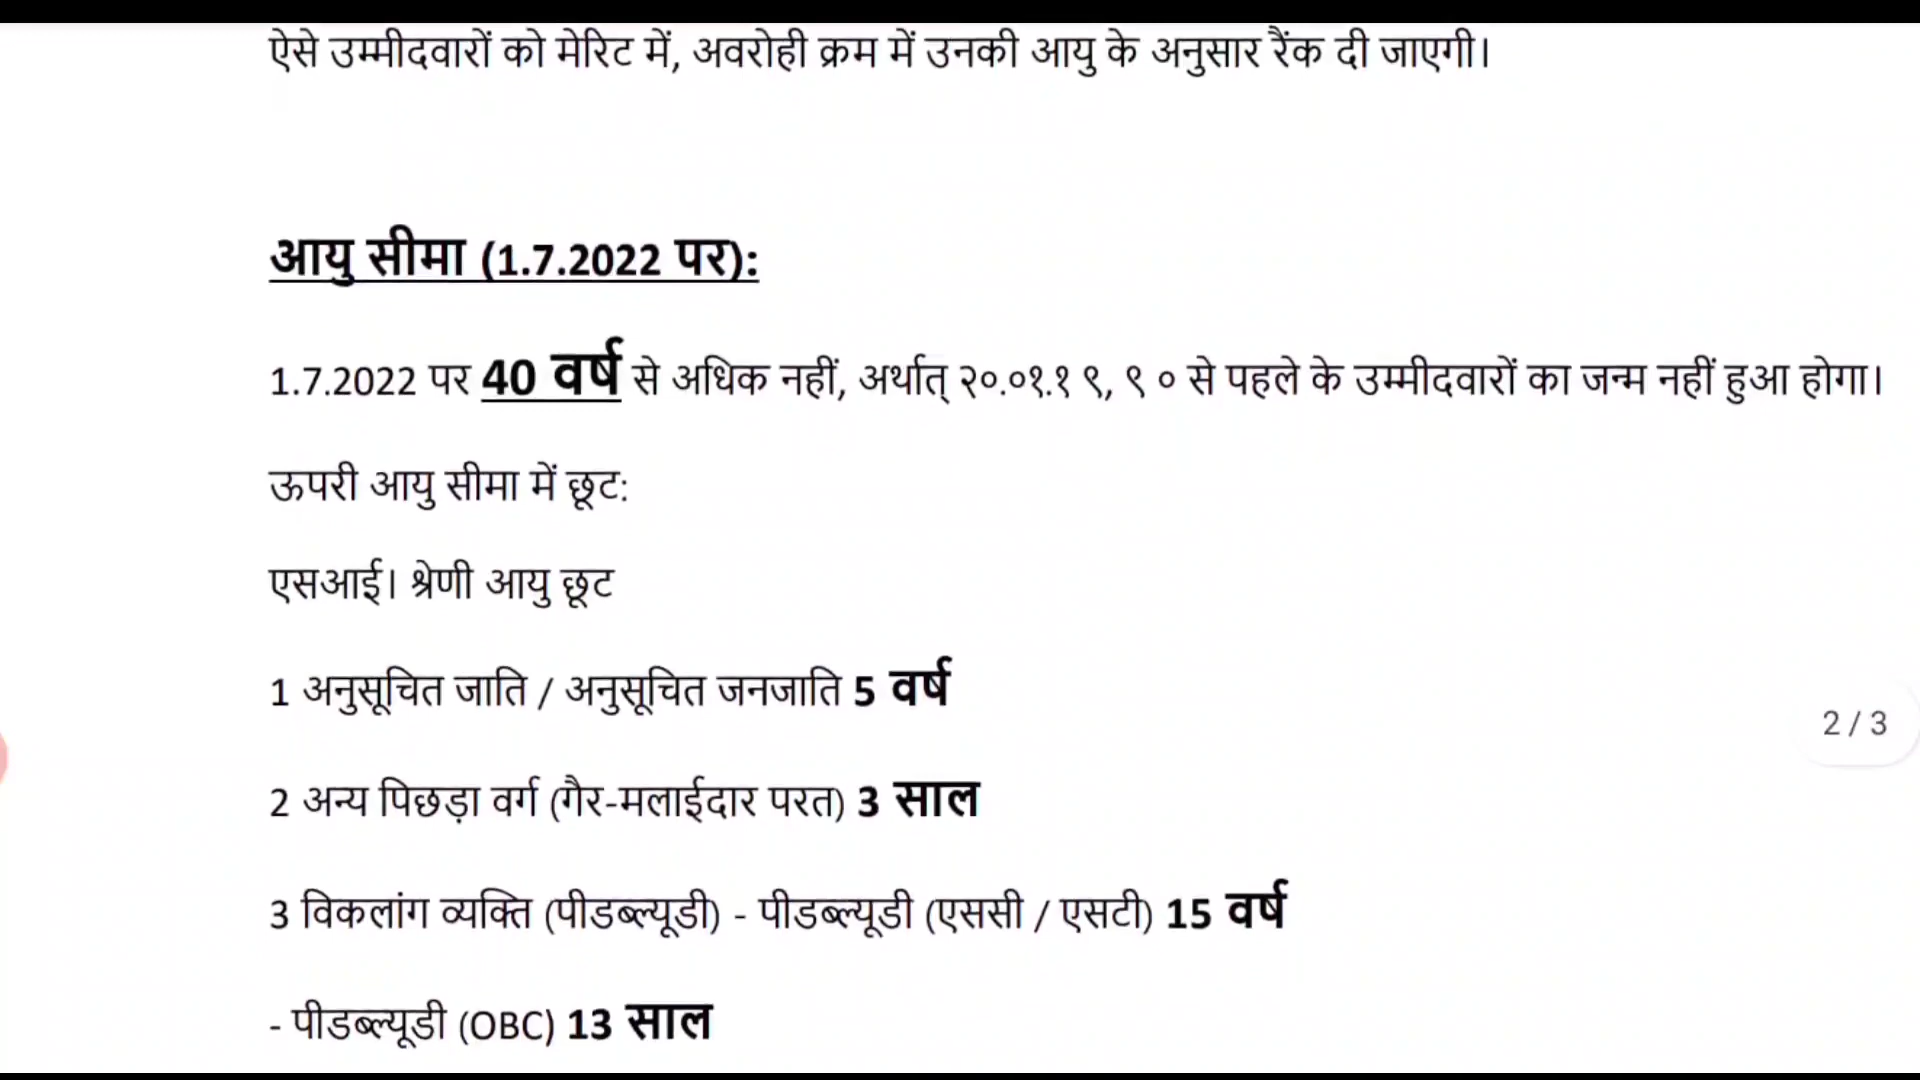 ऐसे उम्मीदवारों को मेरिट में, अवरोही क्रम में उनकी आयु के अनुसार रैंक दी जाएगी।
आयु सीमा (1.7.2022 पर):
1.7.2022 पर 40 वर्ष से अधिक नहीं, अर्थात् २०.०१.१ ९, ९ ० से पहले के उम्मीदवारों का जन्म नहीं हुआ होगा।
ऊपरी आयु सीमा में छूट:
एसआई। श्रेणी आयु छूट
1 अनुसूचित जाति / अनुसूचित जनजाति 5 वर्ष
2 / 3
2 अन्य पिछड़ा वर्ग (गैर-मलाईदार परत) 3 साल
3 विकलांग व्यक्ति (पीडब्ल्यूडी) - पीडब्ल्यूडी (एससी / एसटी) 15 वर्ष
- पीडब्ल्यूडी (OBC) 13 साल